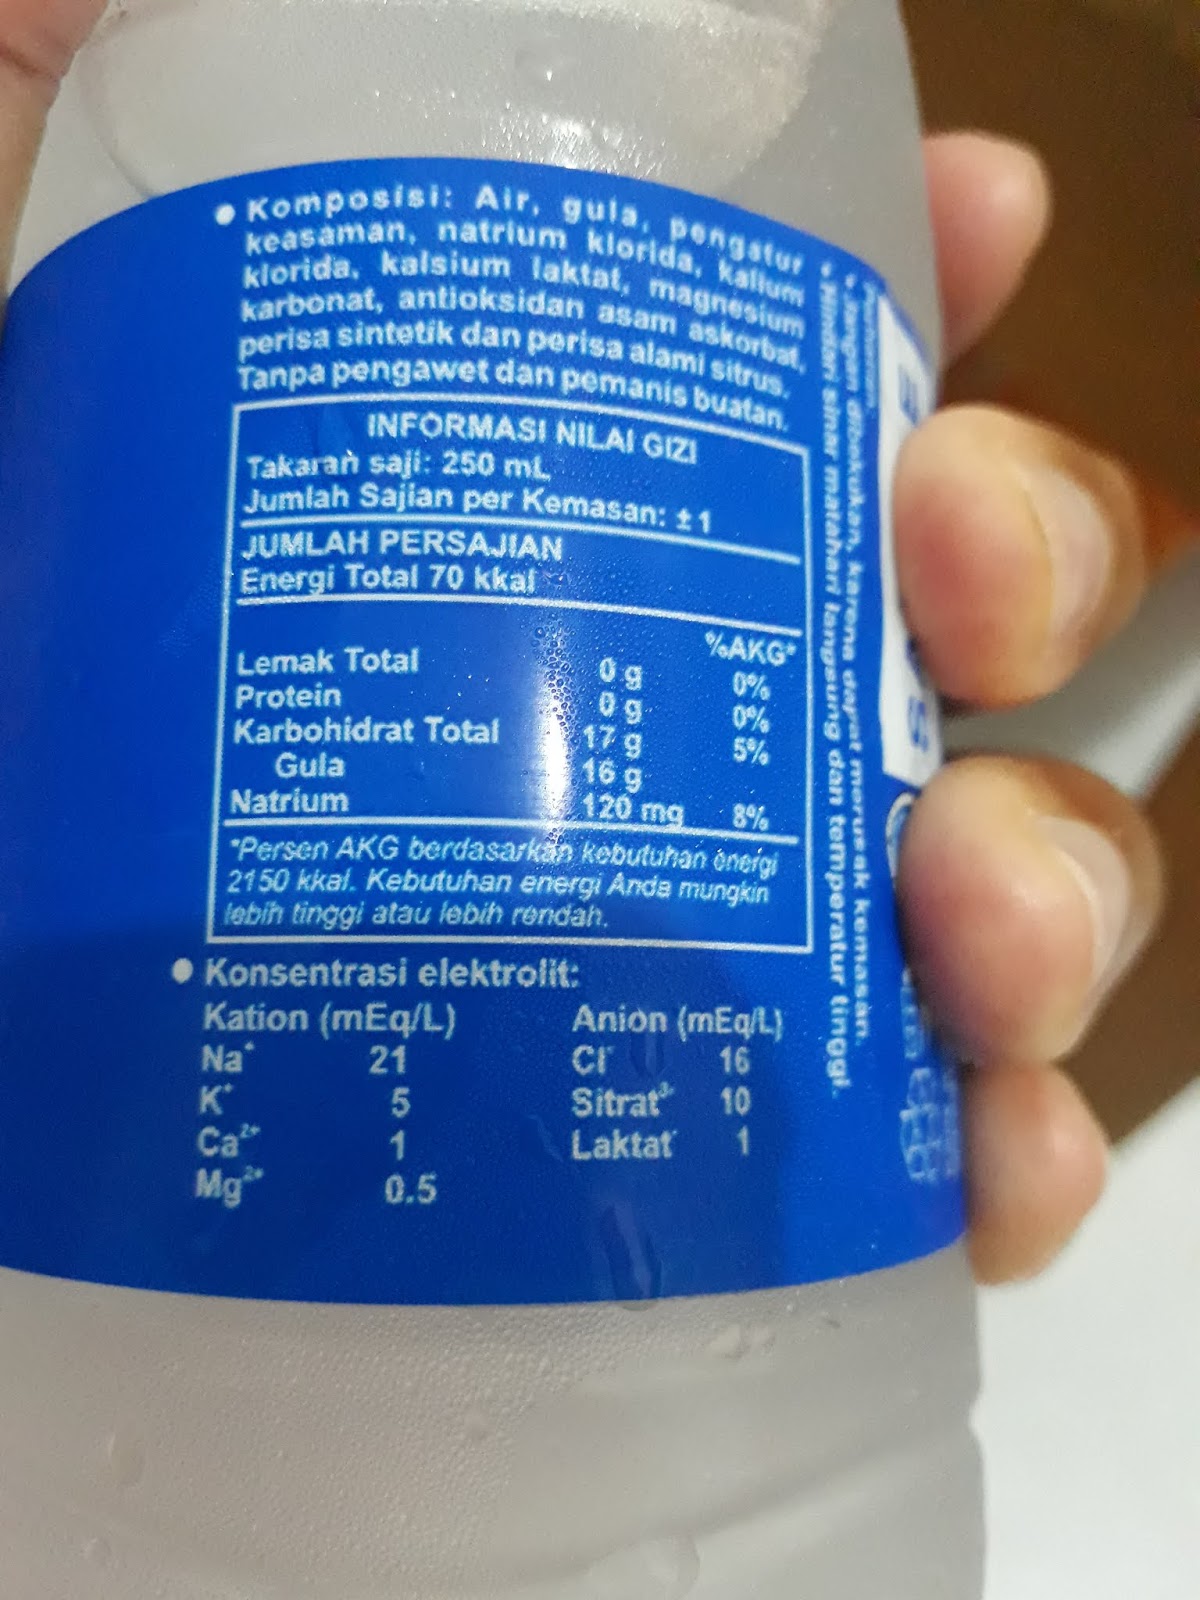 ● Komposisi: Air, gula, pengatur
keasaman, natrium klorida, kalium
klorida, kalsium laktat, magnesium
karbonat, antioksidan asam askorbat,
perisa sintetik dan perisa alami sitrus.
Tanpa pengawet dan pemanis buatan.
INFORMASI NILAI GIZI
Takaran saji: 250 mL
Jumlah Sajian per Kemasan: ±1
JUMLAH PERSAJIAN
Energi Total 70 kkal
%AKG*
Lemak Total 0 g 0%
Protein 0 g 0%
Karbohidrat Total 17 g 5%
Gula 16 g
Natrium 120 mg 8%
*Persen AKG berdasarkan kebutuhan energi
2150 kkal. Kebutuhan energi Anda mungkin
lebih tinggi atau lebih rendah.
● Konsentrasi elektrolit:
Kation (mEq/L) Anion (mEq/L)
Na⁺ 21 Cl⁻ 16
K⁺ 5 Sitrat³⁻ 10
Ca²⁺ 1 Laktat⁻ 1
Mg²⁺ 0.5
• Jangan dibekukan, karena dapat merusak kemasan.
• Hindari sinar matahari langsung dan temperatur tinggi.